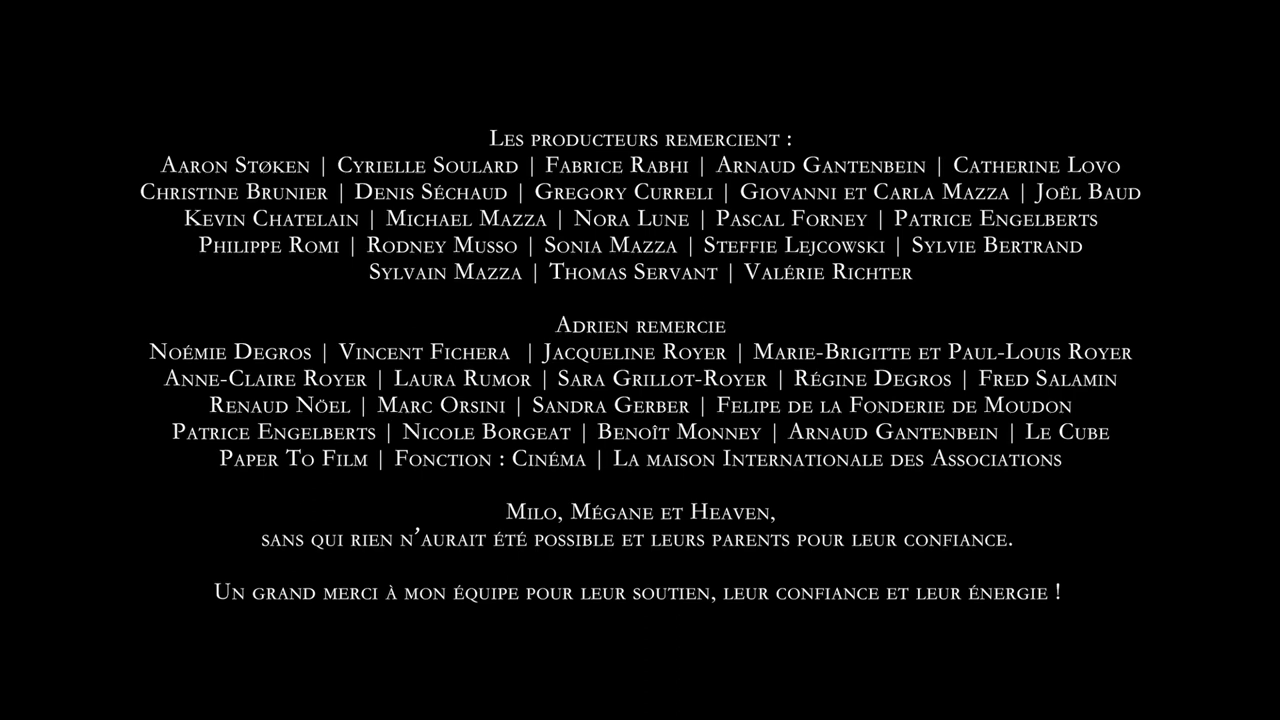 Les producteurs remercient :
Aaron Støken | Cyrielle Soulard | Fabrice Rabhi | Arnaud Gantenbein | Catherine Lovo
Christine Brunier | Denis Séchaud | Gregory Curreli | Giovanni et Carla Mazza | Joël Baud
Kevin Chatelain | Michael Mazza | Nora Lune | Pascal Forney | Patrice Engelberts
Philippe Romi | Rodney Musso | Sonia Mazza | Steffie Lejcowski | Sylvie Bertrand
Sylvain Mazza | Thomas Servant | Valérie Richter
Adrien remercie
Noémie Degros | Vincent Fichera | Jacqueline Royer | Marie-Brigitte et Paul-Louis Royer
Anne-Claire Royer | Laura Rumor | Sara Grillot-Royer | Régine Degros | Fred Salamin
Renaud Nöel | Marc Orsini | Sandra Gerber | Felipe de la Fonderie de Moudon
Patrice Engelberts | Nicole Borgeat | Benoît Monney | Arnaud Gantenbein | Le Cube
Paper To Film | Fonction : Cinéma | La maison Internationale des Associations
Milo, Mégane et Heaven,
sans qui rien n'aurait été possible et leurs parents pour leur confiance.
Un grand merci à mon équipe pour leur soutien, leur confiance et leur énergie !